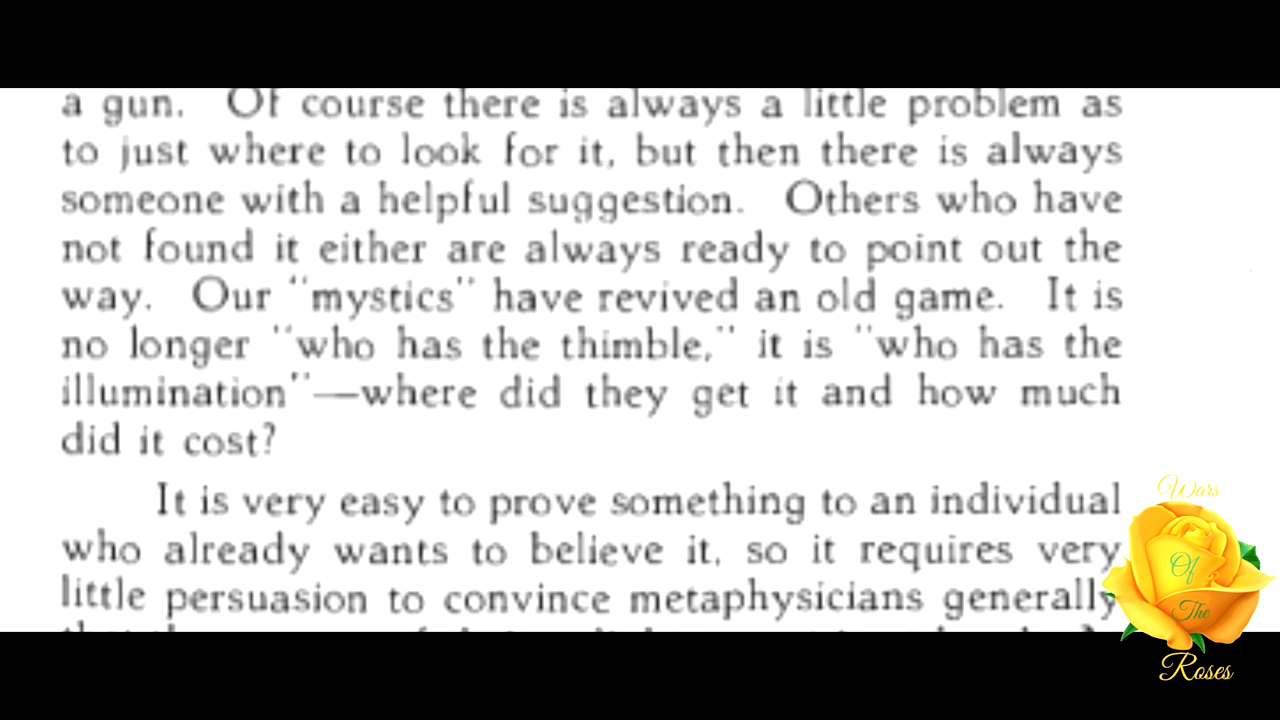 a gun. Of course there is always a little problem as
to just where to look for it, but then there is always
someone with a helpful suggestion. Others who have
not found it either are always ready to point out the
way. Our "mystics" have revived an old game. It is
no longer "who has the thimble," it is "who has the
illumination"—where did they get it and how much
did it cost?
It is very easy to prove something to an individual
who already wants to believe it, so it requires very
little persuasion to convince metaphysicians generally
Wars
Of
The
Roses